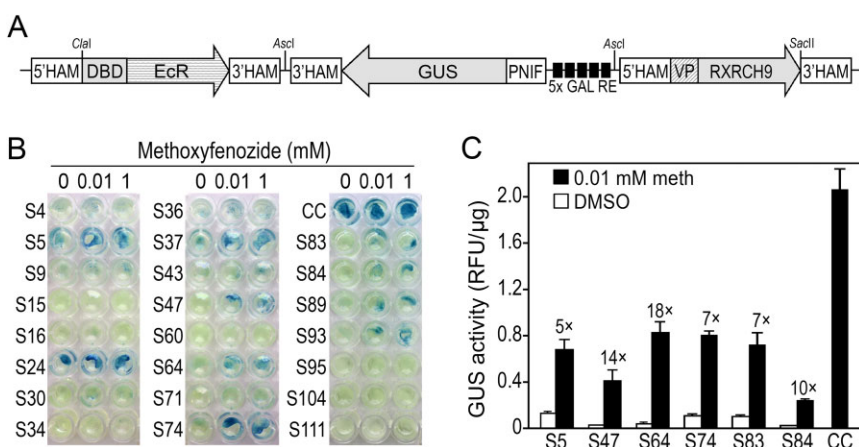 A
ClaI AscI AscI SacII
5'HAM DBD EcR 3'HAM 3'HAM GUS PNIF 5'HAM VP RXRCH9 3'HAM
5x GAL RE
B
Methoxyfenozide (mM)
0 0.01 1 0 0.01 1 0 0.01 1
S4 S36 CC
S5 S37 S83
S9 S43 S84
S15 S47 S89
S16 S60 S93
S24 S64 S95
S30 S71 S104
S34 S74 S111
C
GUS activity (RFU/µg)
2.0
1.6
1.2
0.8
0.4
0
0.01 mM meth
DMSO
5× 14× 18× 7× 7× 10×
S5 S47 S64 S74 S83 S84 CC